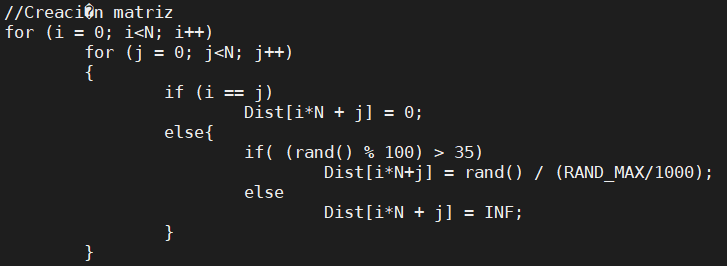 //Creaci�n matriz
for (i = 0; i<N; i++)
        for (j = 0; j<N; j++)
        {
                if (i == j)
                        Dist[i*N + j] = 0;
                else{
                        if( (rand() % 100) > 35)
                                Dist[i*N+j] = rand() / (RAND_MAX/1000);
                        else
                                Dist[i*N + j] = INF;
                }
        }